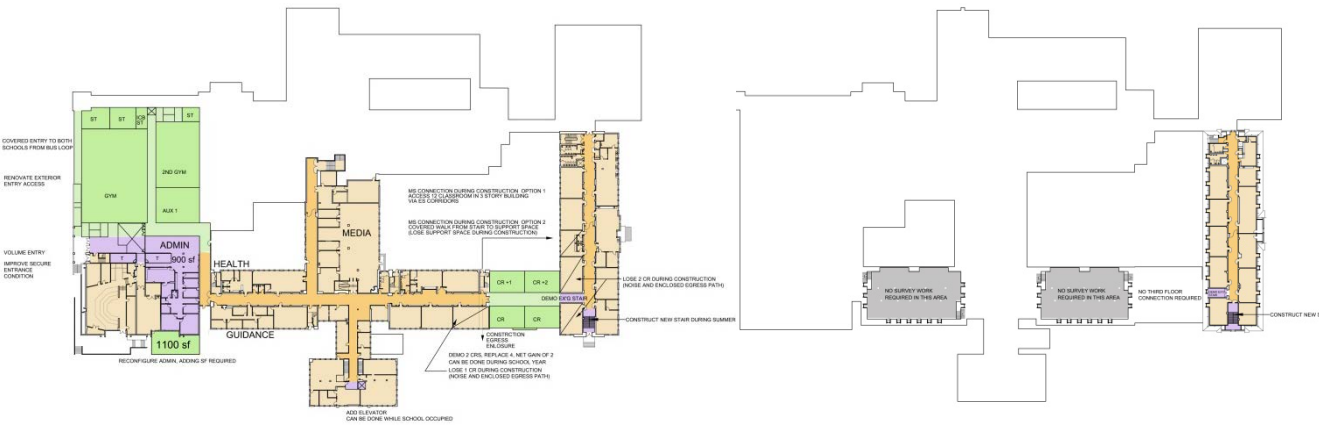 ST
ST
ICB
ST
ST
COVERED ENTRY TO BOTH
SCHOOLS FROM BUS LOOP
RENOVATE EXTERIOR
ENTRY ACCESS
2ND GYM
GYM
AUX 1
VOLUME ENTRY
IMPROVE SECURE
ENTRANCE
CONDITION
ADMIN
900 sf
T
T
HEALTH
GUIDANCE
1100 sf
RECONFIGURE ADMIN, ADDING SF REQUIRED
MEDIA
MS CONNECTION DURING CONSTRUCTION OPTION 1
ACCESS 12 CLASSROOM IN 3 STORY BUILDING
VIA ES CORRIDORS
MS CONNECTION DURING CONSTRUCTION OPTION 2
COVERED WALK FROM STAIR TO SUPPORT SPACE
(LOSE SUPPORT SPACE DURING CONSTRUCTION)
CR +1
CR +2
DEMO EX'G STAIR
CR
CR
LOSE 2 CR DURING CONSTRUCTION
(NOISE AND ENCLOSED EGRESS PATH)
CONSTRUCT NEW STAIR DURING SUMMER
CONSTRCTION
EGRESS
ENCLOSURE
DEMO 2 CRS, REPLACE 4, NET GAIN OF 2
CAN BE DONE DURING SCHOOL YEAR
LOSE 1 CR DURING CONSTRUCTION
(NOISE AND ENCLOSED EGRESS PATH)
ADD ELEVATOR
CAN BE DONE WHILE SCHOOL OCCUPIED
NO SURVEY WORK
REQUIRED IN THIS AREA
NO SURVEY WORK
REQUIRED IN THIS AREA
NO THIRD FLOOR
CONNECTION REQUIRED
CONSTRUCT NEW